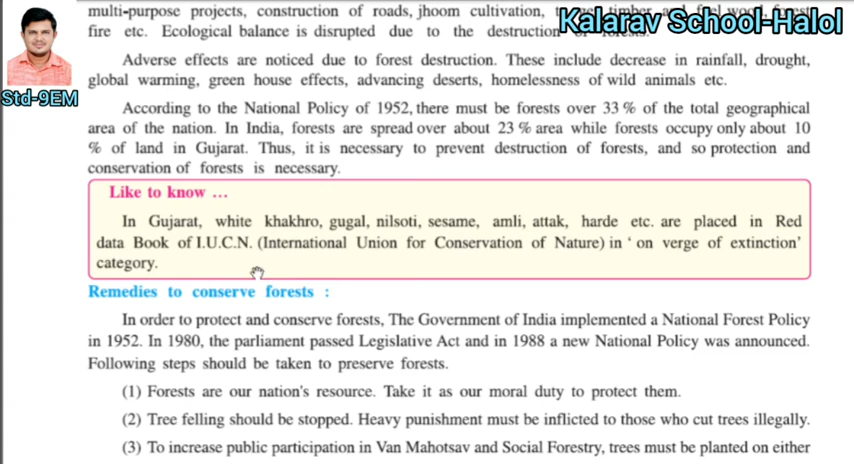 multi-purpose projects, construction of roads, jhoom cultivation,
Kalarav School-Halol
fire etc. Ecological balance is disrupted due to the destruction
Std-9EM
Adverse effects are noticed due to forest destruction. These include decrease in rainfall, drought,
global warming, green house effects, advancing deserts, homelessness of wild animals etc.
According to the National Policy of 1952, there must be forests over 33 % of the total geographical
area of the nation. In India, forests are spread over about 23 % area while forests occupy only about 10
% of land in Gujarat. Thus, it is necessary to prevent destruction of forests, and so protection and
conservation of forests is necessary.
Like to know ...
In Gujarat, white khakhro, gugal, nilsoti, sesame, amli, attak, harde etc. are placed in Red
data Book of I.U.C.N. (International Union for Conservation of Nature) in ‘ on verge of extinction’
category.
Remedies to conserve forests :
In order to protect and conserve forests, The Government of India implemented a National Forest Policy
in 1952. In 1980, the parliament passed Legislative Act and in 1988 a new National Policy was announced.
Following steps should be taken to preserve forests.
(1) Forests are our nation's resource. Take it as our moral duty to protect them.
(2) Tree felling should be stopped. Heavy punishment must be inflicted to those who cut trees illegally.
(3) To increase public participation in Van Mahotsav and Social Forestry, trees must be planted on either